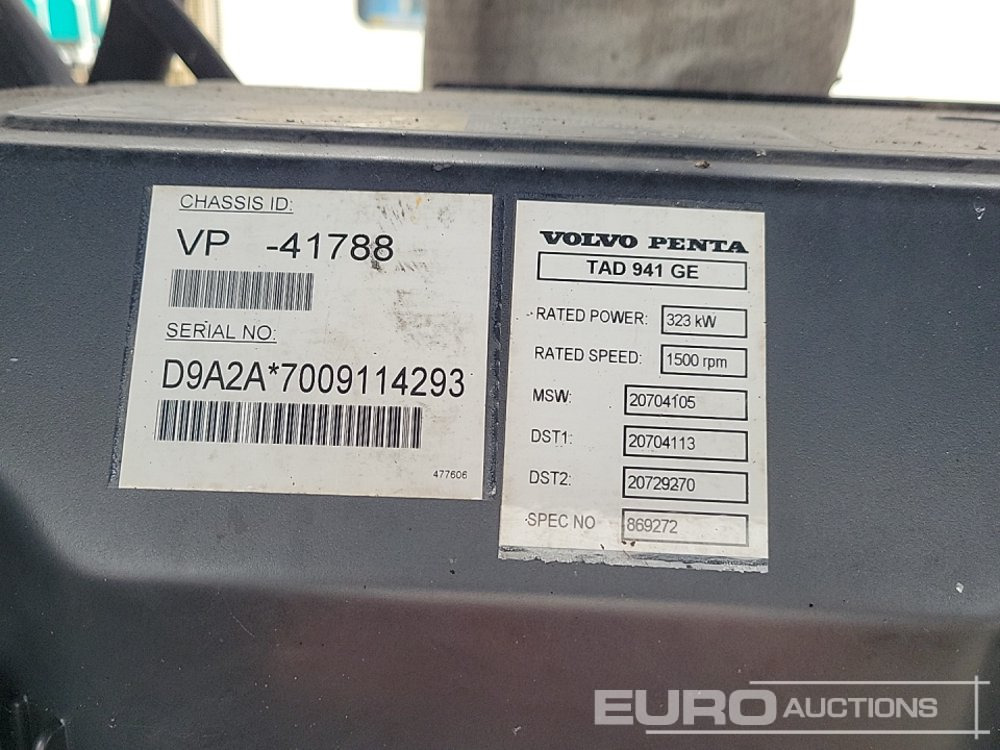 CHASSIS ID:
VP -41788
SERIAL NO:
D9A2A*7009114293
477606
VOLVO PENTA
TAD 941 GE
RATED POWER: 323 kW
RATED SPEED: 1500 rpm
MSW: 20704105
DST1: 20704113
DST2: 20729270
SPEC NO 869272
EURO AUCTIONS